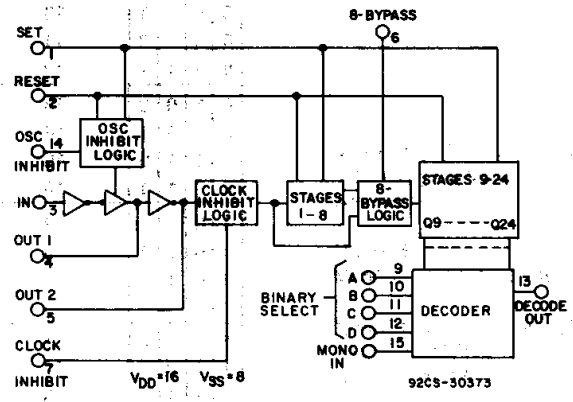 8-BYPASS
6
SET
1
RESET
2
OSC 14
INHIBIT
OSC
INHIBIT
LOGIC
IN
3
CLOCK
INHIBIT
LOGIC
STAGES
1-8
8-
BYPASS
LOGIC
STAGES 9-24
Q9 ---- Q24
OUT 1
4
OUT 2
5
CLOCK
7
INHIBIT
VDD=16 VSS=8
BINARY
SELECT
A 9
B 10
C 11
D 12
MONO 15
IN
DECODER
13
DECODE
OUT
92CS-30373